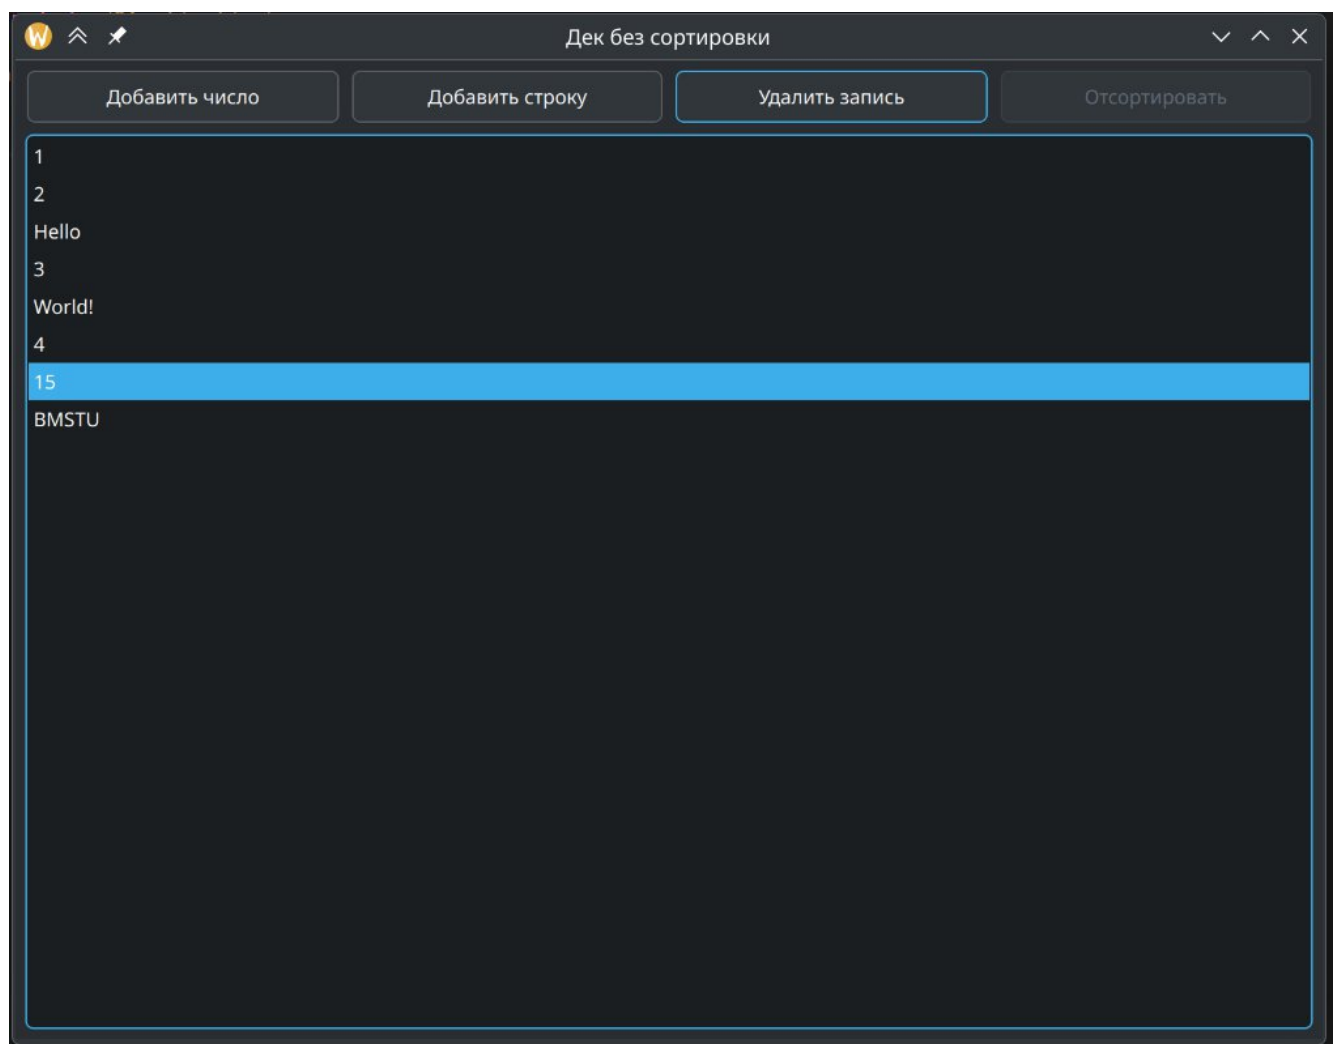 W
Дек без сортировки
Добавить число Добавить строку Удалить запись Отсортировать
1
2
Hello
3
World!
4
15
BMSTU